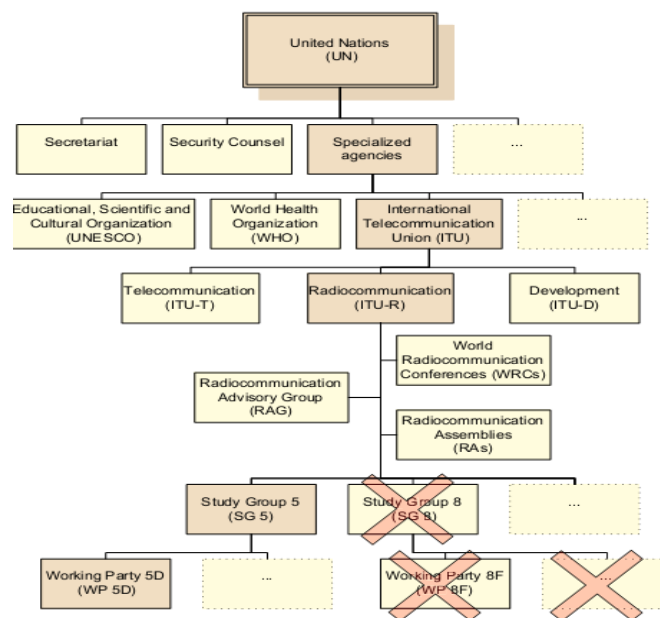 United Nations
(UN)
Secretariat
Security Counsel
Specialized
agencies
...
Educational, Scientific and
Cultural Organization
(UNESCO)
World Health
Organization
(WHO)
International
Telecommunication
Union (ITU)
...
Telecommunication
(ITU-T)
Radiocommunication
(ITU-R)
Development
(ITU-D)
World
Radiocommunication
Conferences (WRCs)
Radiocommunication
Advisory Group
(RAG)
Radiocommunication
Assemblies
(RAs)
Study Group 5
(SG 5)
Study Group 8
(SG 8)
...
Working Party 5D
(WP 5D)
...
Working Party 8F
(WP 8F)
...